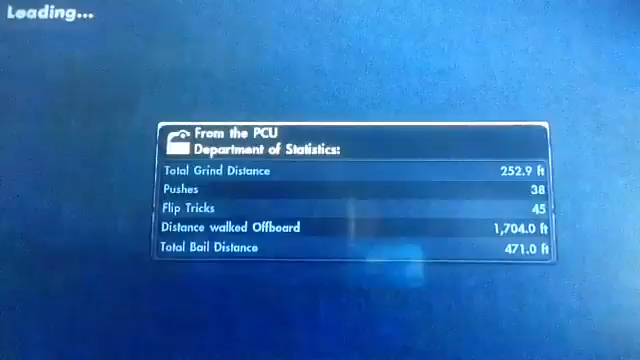 Loading...
From the PCU
Department of Statistics:
Total Grind Distance 252.9 ft
Pushes 38
Flip Tricks 45
Distance walked Offboard 1,704.0 ft
Total Bail Distance 471.0 ft